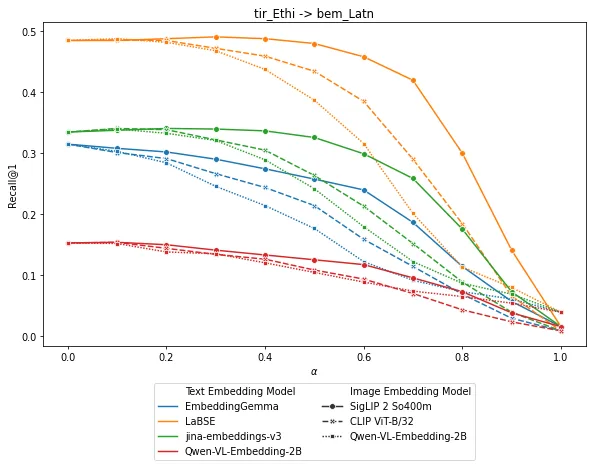 tir_Ethi -> bem_Latn
Recall@1
0.5
0.4
0.3
0.2
0.1
0.0
0.0 0.2 0.4 0.6 0.8 1.0
α
Text Embedding Model
EmbeddingGemma
LaBSE
jina-embeddings-v3
Qwen-VL-Embedding-2B
Image Embedding Model
SigLIP 2 So400m
CLIP ViT-B/32
Qwen-VL-Embedding-2B